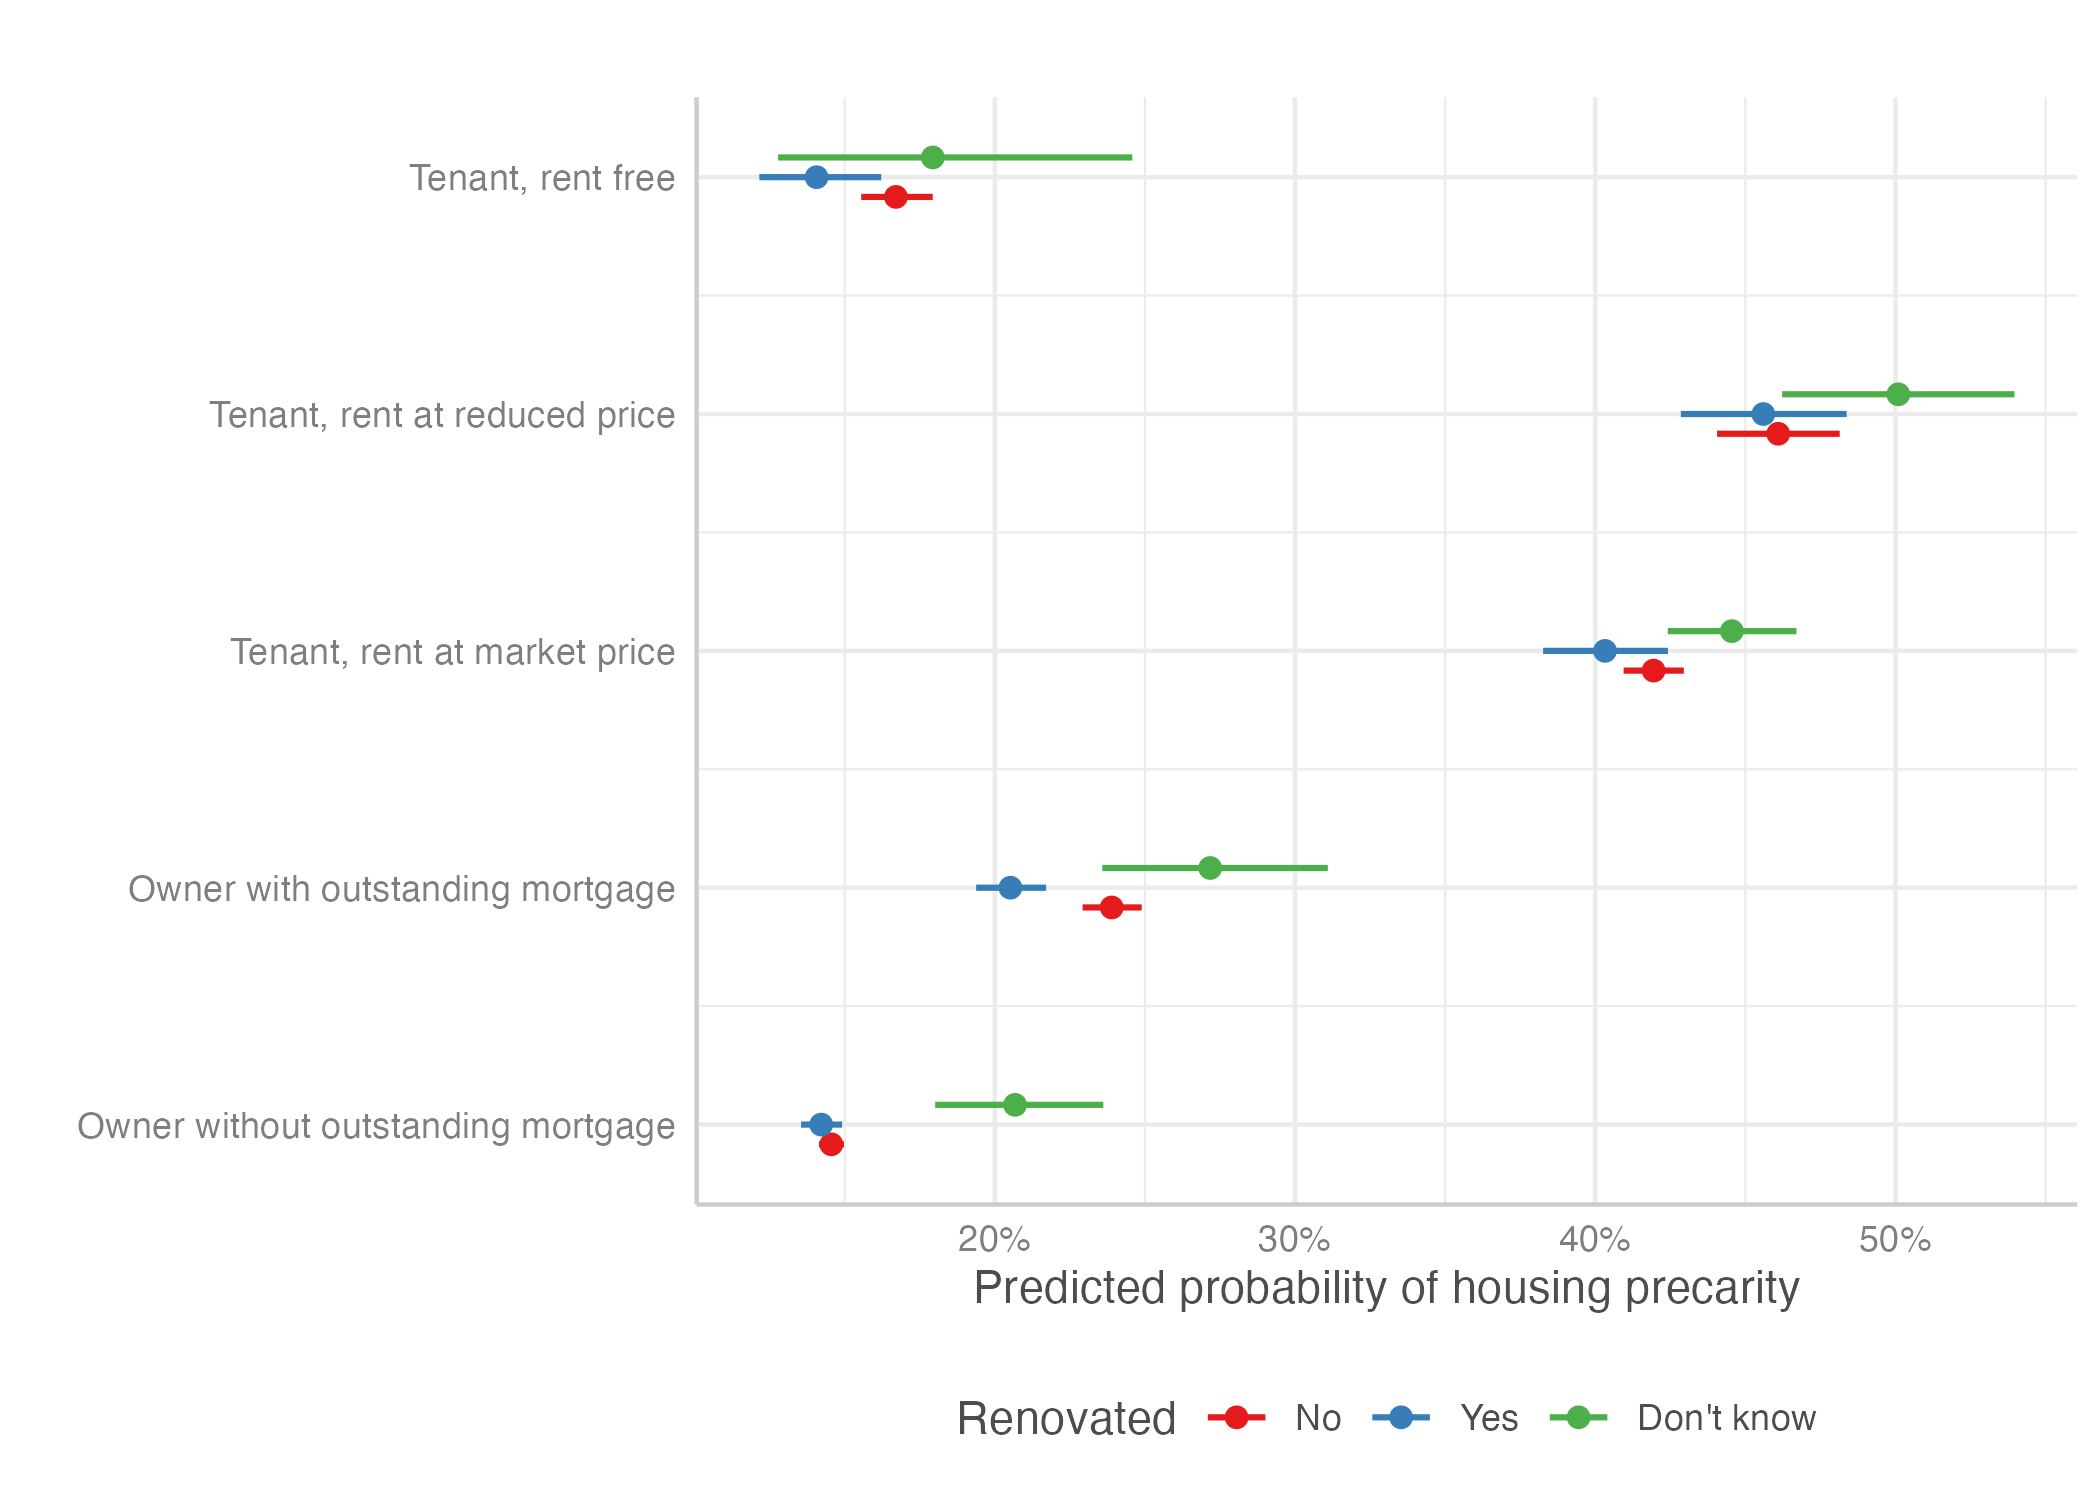 Tenant, rent free
Tenant, rent at reduced price
Tenant, rent at market price
Owner with outstanding mortgage
Owner without outstanding mortgage
20% 30% 40% 50%
Predicted probability of housing precarity
Renovated No Yes Don't know